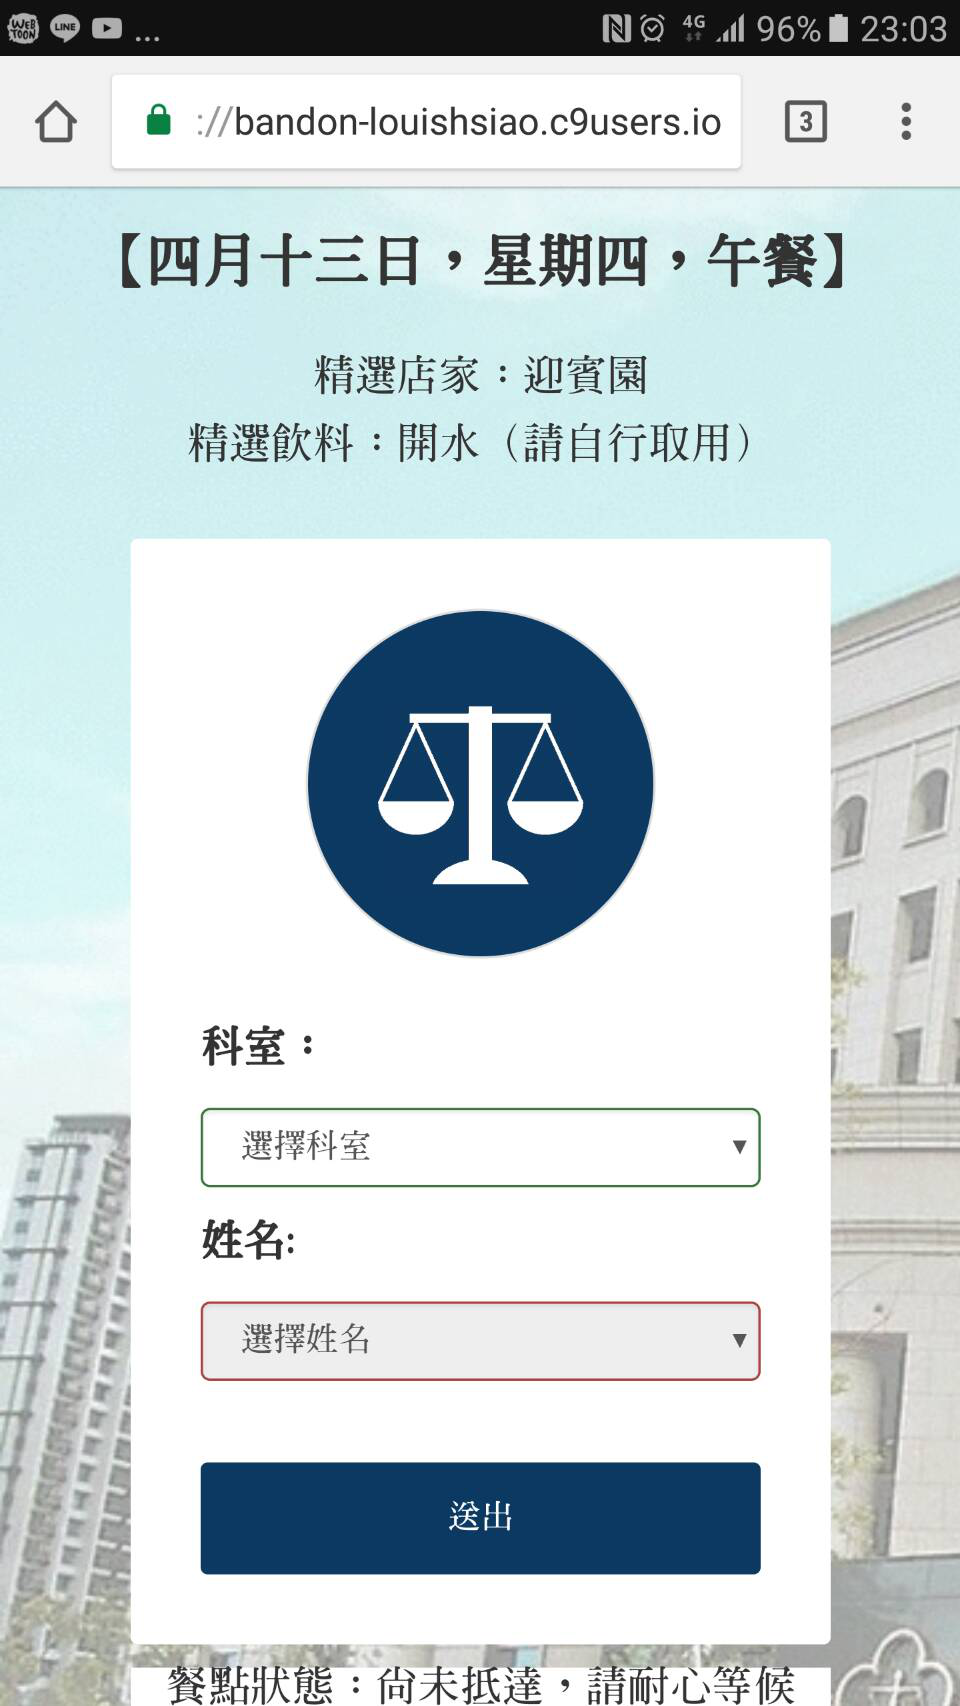 WEB
TOON
LINE
...
4G
96%
23:03
://bandon-louishsiao.c9users.io
3
【四月十三日，星期四，午餐】
精選店家：迎賓園
精選飲料：開水（請自行取用）
科室：
選擇科室
姓名:
選擇姓名
送出
餐點狀態：尚未抵達，請耐心等候